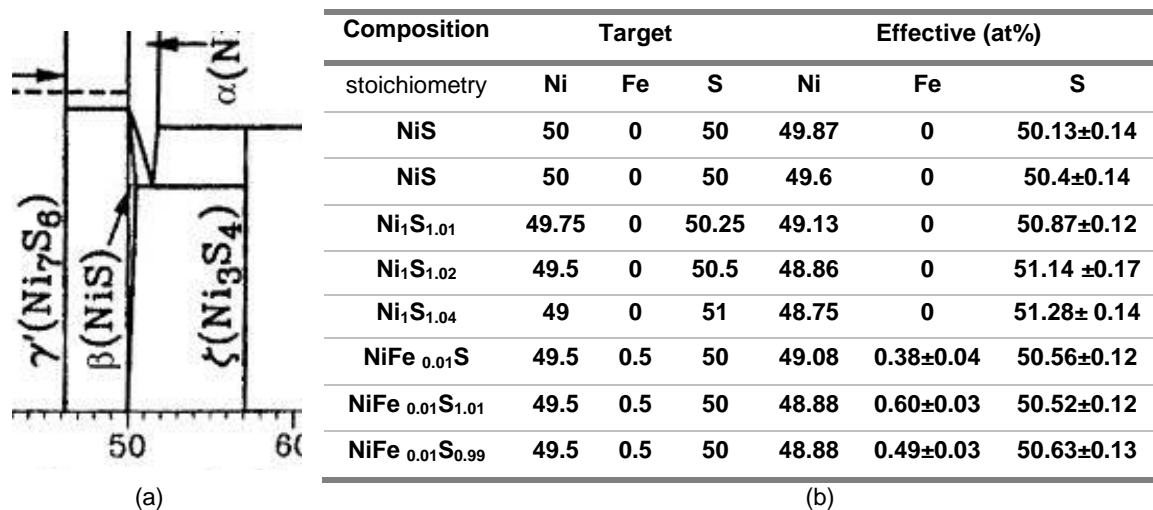 α(N
γ'(Ni7S6)
β(NiS)
ζ(Ni3S4)
50
60
(a)
Composition Target Effective (at%)
stoichiometry Ni Fe S Ni Fe S
NiS 50 0 50 49.87 0 50.13±0.14
NiS 50 0 50 49.6 0 50.4±0.14
Ni1S1.01 49.75 0 50.25 49.13 0 50.87±0.12
Ni1S1.02 49.5 0 50.5 48.86 0 51.14 ±0.17
Ni1S1.04 49 0 51 48.75 0 51.28± 0.14
NiFe 0.01S 49.5 0.5 50 49.08 0.38±0.04 50.56±0.12
NiFe 0.01S1.01 49.5 0.5 50 48.88 0.60±0.03 50.52±0.12
NiFe 0.01S0.99 49.5 0.5 50 48.88 0.49±0.03 50.63±0.13
(b)